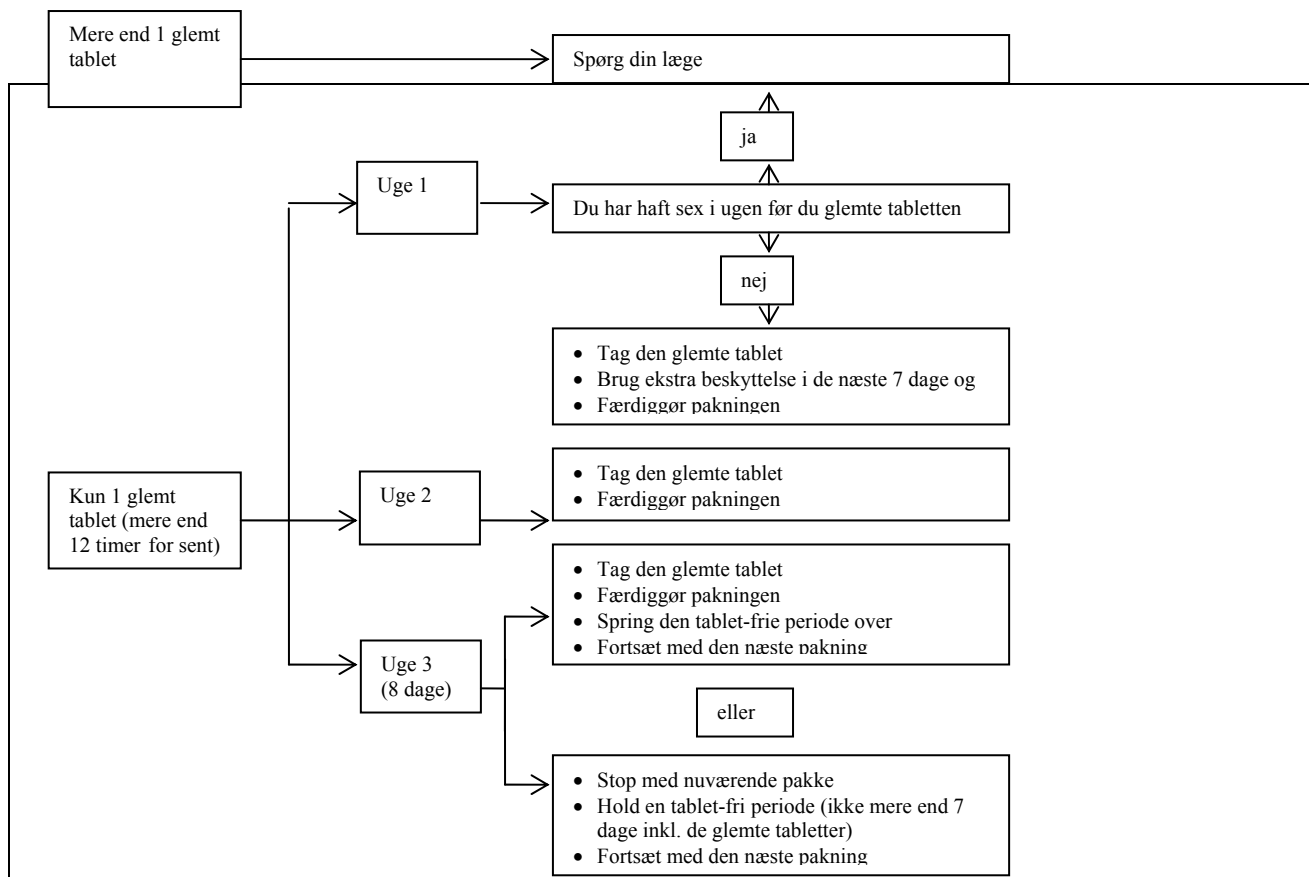 Mere end 1 glemt
tablet
Spørg din læge
ja
Uge 1
Du har haft sex i ugen før du glemte tabletten
nej
• Tag den glemte tablet
• Brug ekstra beskyttelse i de næste 7 dage og
• Færdiggør pakningen
Kun 1 glemt
tablet (mere end
12 timer for sent)
Uge 2
• Tag den glemte tablet
• Færdiggør pakningen
Uge 3
(8 dage)
• Tag den glemte tablet
• Færdiggør pakningen
• Spring den tablet-frie periode over
• Fortsæt med den næste pakning
eller
• Stop med nuværende pakke
• Hold en tablet-fri periode (ikke mere end 7
dage inkl. de glemte tabletter)
• Fortsæt med den næste pakning